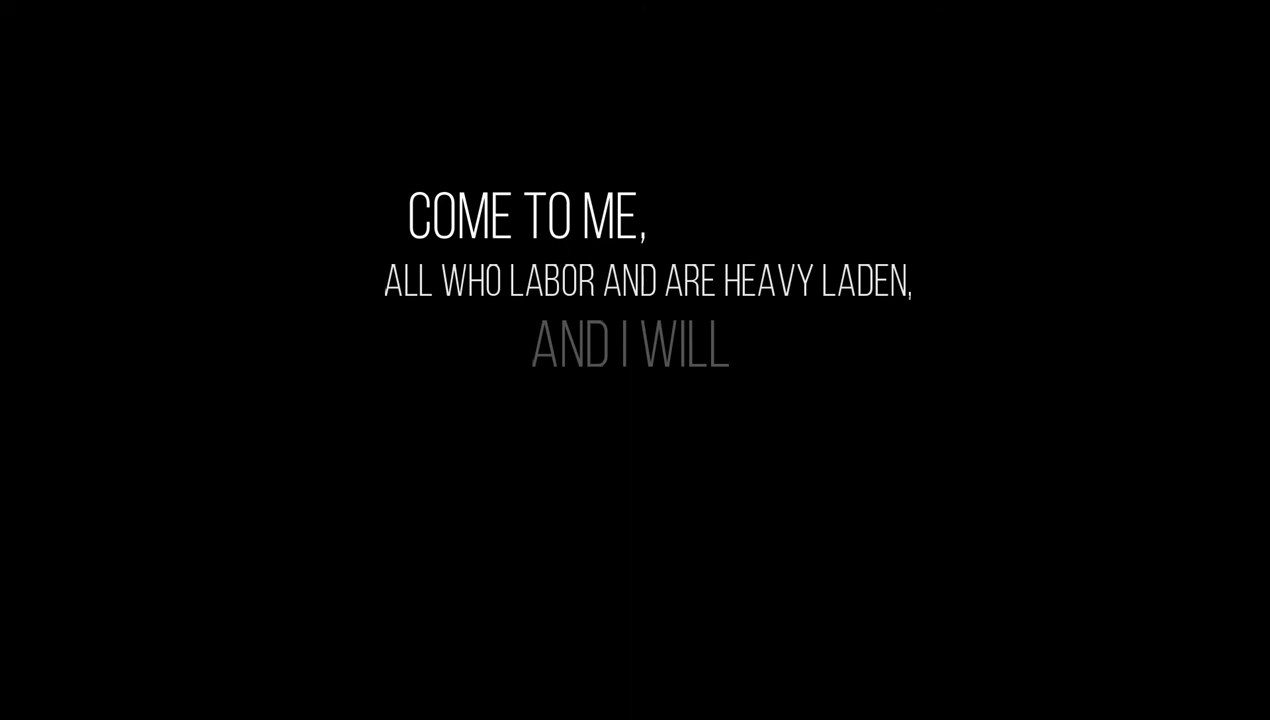 COME TO ME,
ALL WHO LABOR AND ARE HEAVY LADEN,
AND I WILL